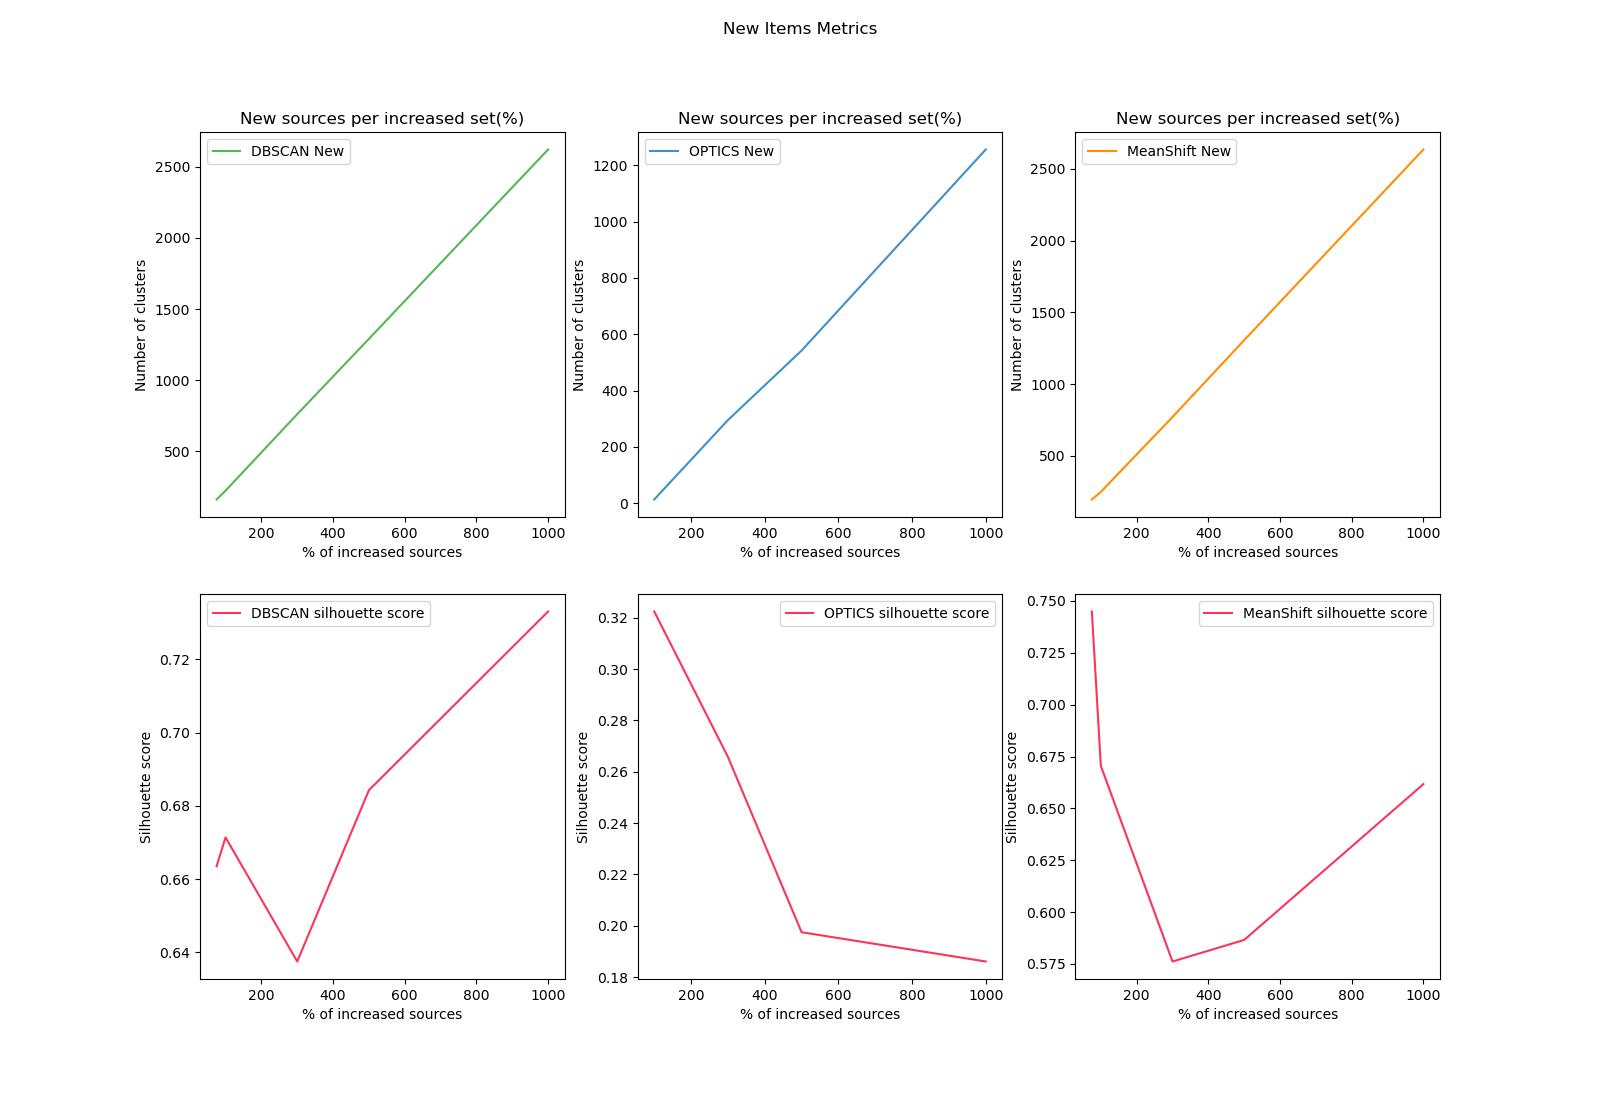 New Items Metrics
New sources per increased set(%)
DBSCAN New
Number of clusters
2500
2000
1500
1000
500
200 400 600 800 1000
% of increased sources
New sources per increased set(%)
OPTICS New
Number of clusters
1200
1000
800
600
400
200
0
200 400 600 800 1000
% of increased sources
New sources per increased set(%)
MeanShift New
Number of clusters
2500
2000
1500
1000
500
200 400 600 800 1000
% of increased sources
DBSCAN silhouette score
Silhouette score
0.72
0.70
0.68
0.66
0.64
200 400 600 800 1000
% of increased sources
OPTICS silhouette score
Silhouette score
0.32
0.30
0.28
0.26
0.24
0.22
0.20
0.18
200 400 600 800 1000
% of increased sources
MeanShift silhouette score
Silhouette score
0.750
0.725
0.700
0.675
0.650
0.625
0.600
0.575
200 400 600 800 1000
% of increased sources